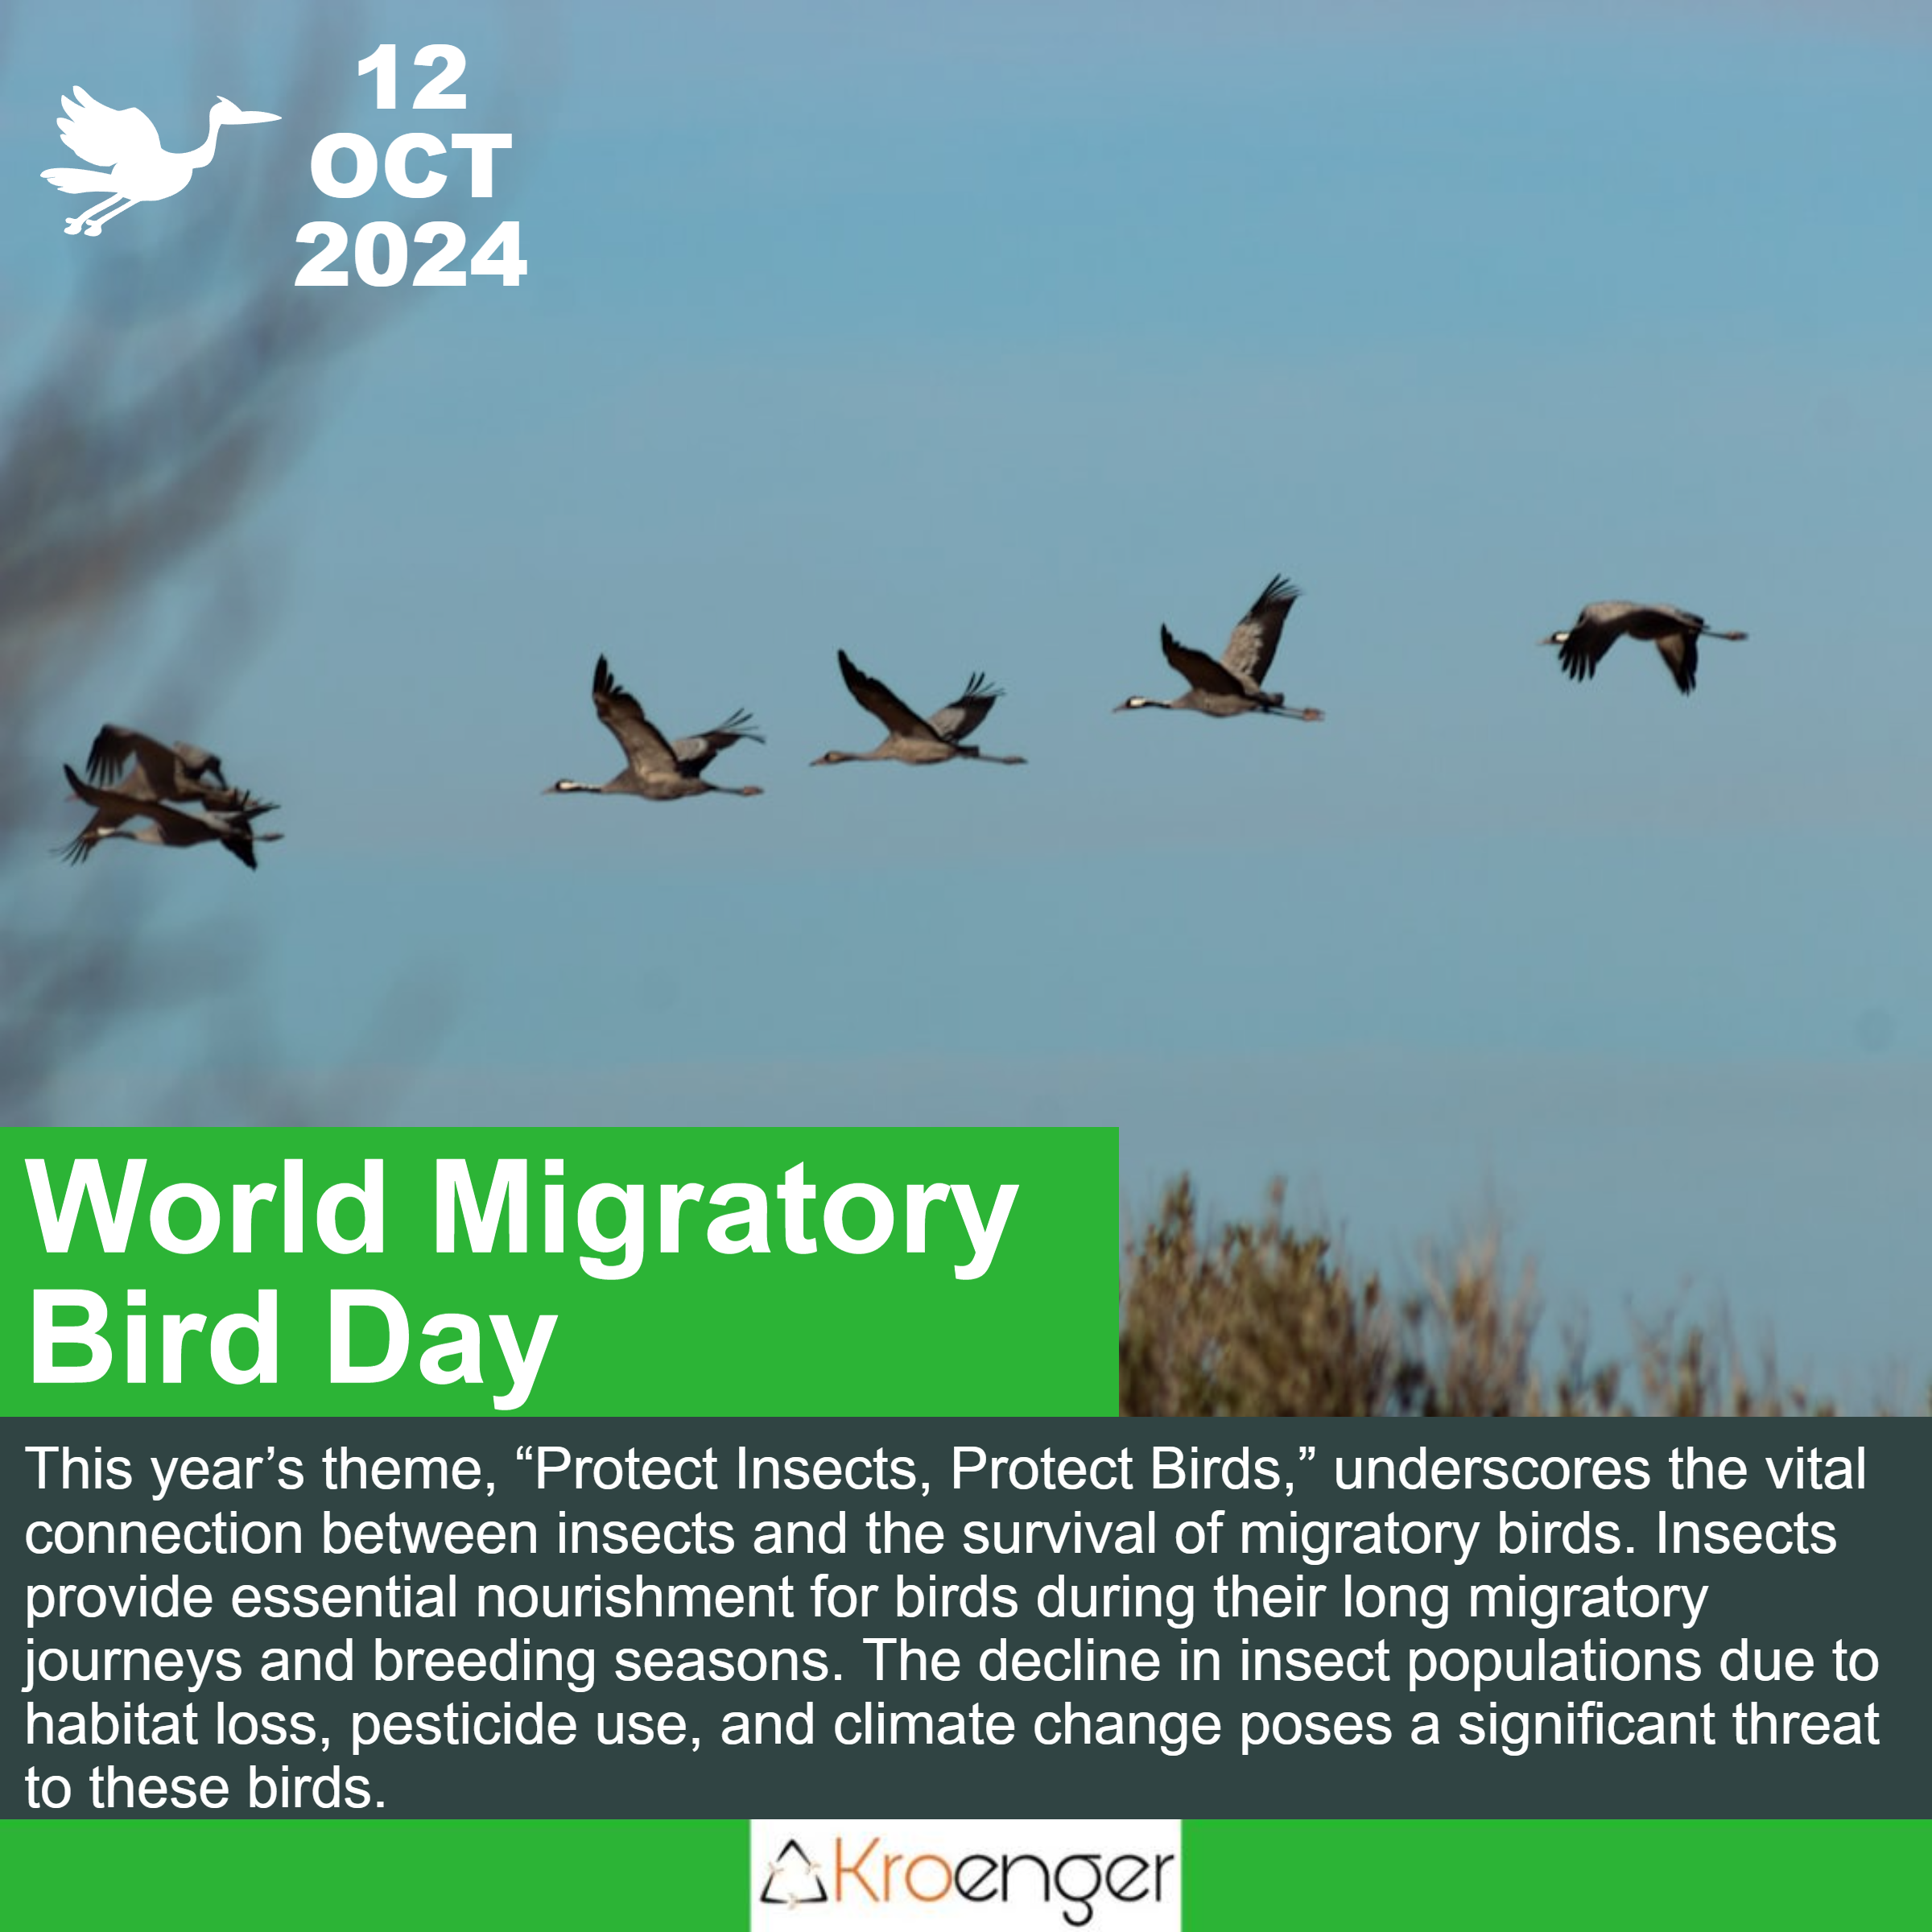 12
OCT
2024
World Migratory
Bird Day
This year’s theme, “Protect Insects, Protect Birds,” underscores the vital
connection between insects and the survival of migratory birds. Insects
provide essential nourishment for birds during their long migratory
journeys and breeding seasons. The decline in insect populations due to
habitat loss, pesticide use, and climate change poses a significant threat
to these birds.
Kroenger